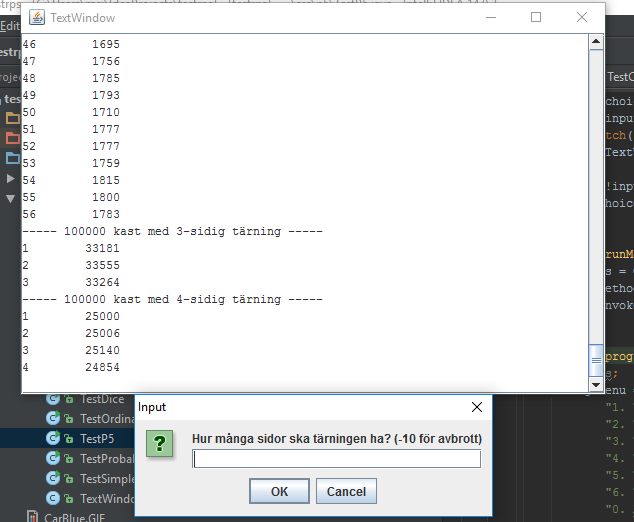 TextWindow
46 1695
47 1756
48 1785
49 1793
50 1710
51 1777
52 1777
53 1759
54 1815
55 1800
56 1783
----- 100000 kast med 3-sidig tärning -----
1 33181
2 33555
3 33264
----- 100000 kast med 4-sidig tärning -----
1 25000
2 25006
3 25140
4 24854
Edit
TestDice
TestOrdina
TestP5
TestProbal
TestSimple
TextWindow
CarBlue.GIF
Input
Hur många sidor ska tärningen ha? (-10 för avbrott)
OK Cancel
TestC
choi
inpu
tch(
Text
!inp
hoic
runM
s = 
etho
nvok
prog
s;
enu =
"1.
"2.
"3.
"4.
"5.
"6.
"0.